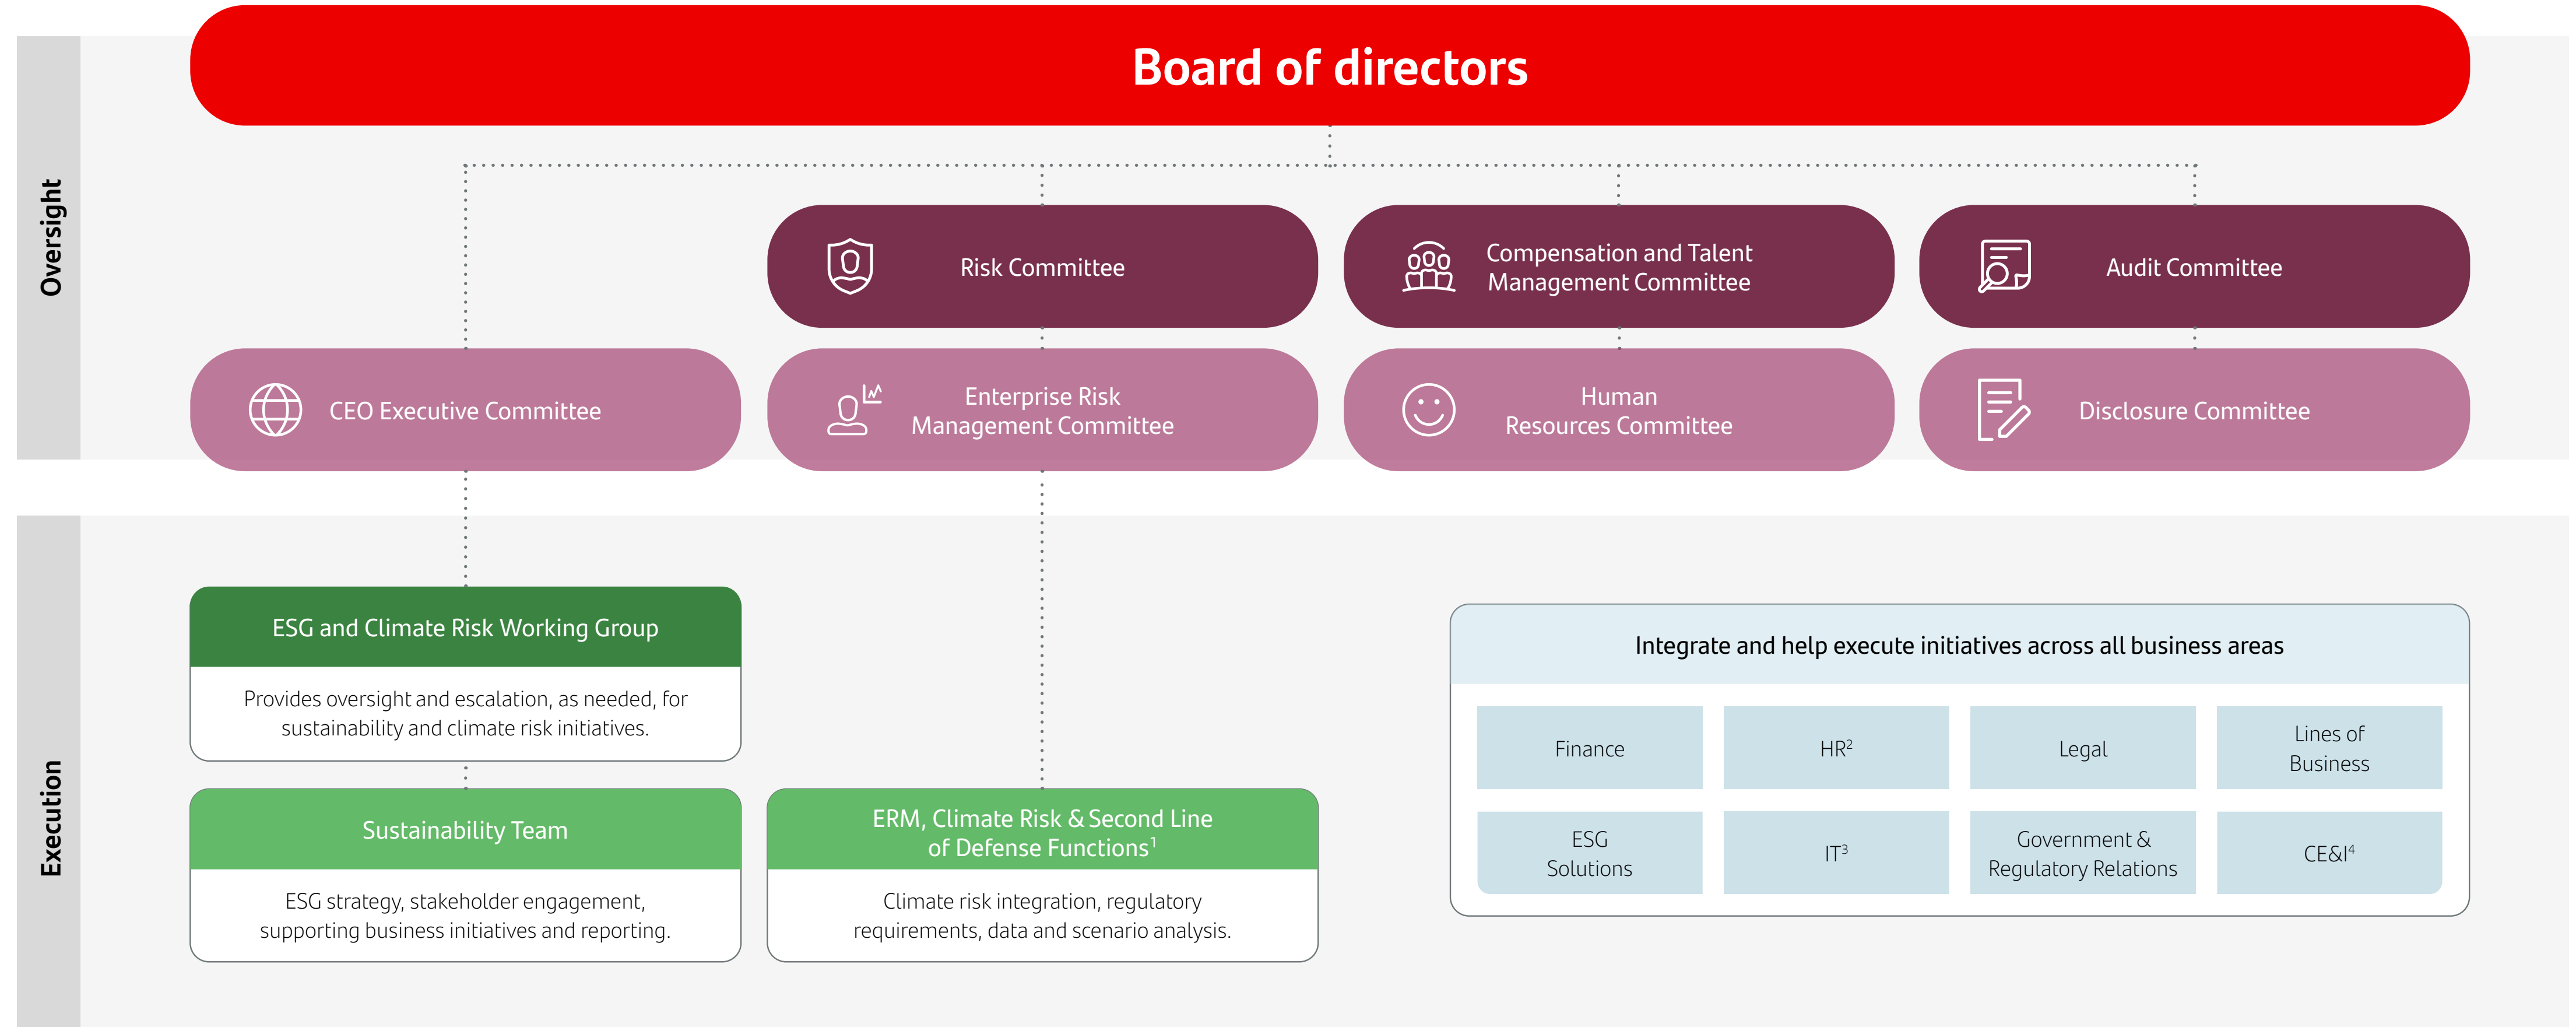 Board of directors
Oversight
Risk Committee
Compensation and Talent
Management Committee
Audit Committee
CEO Executive Committee
Enterprise Risk
Management Committee
Human
Resources Committee
Disclosure Committee
Execution
ESG and Climate Risk Working Group
Provides oversight and escalation, as needed, for
sustainability and climate risk initiatives.
Sustainability Team
ESG strategy, stakeholder engagement,
supporting business initiatives and reporting.
ERM, Climate Risk & Second Line
of Defense Functions¹
Climate risk integration, regulatory
requirements, data and scenario analysis.
Integrate and help execute initiatives across all business areas
Finance
HR²
Legal
Lines of
Business
ESG
Solutions
IT³
Government &
Regulatory Relations
CE&I⁴